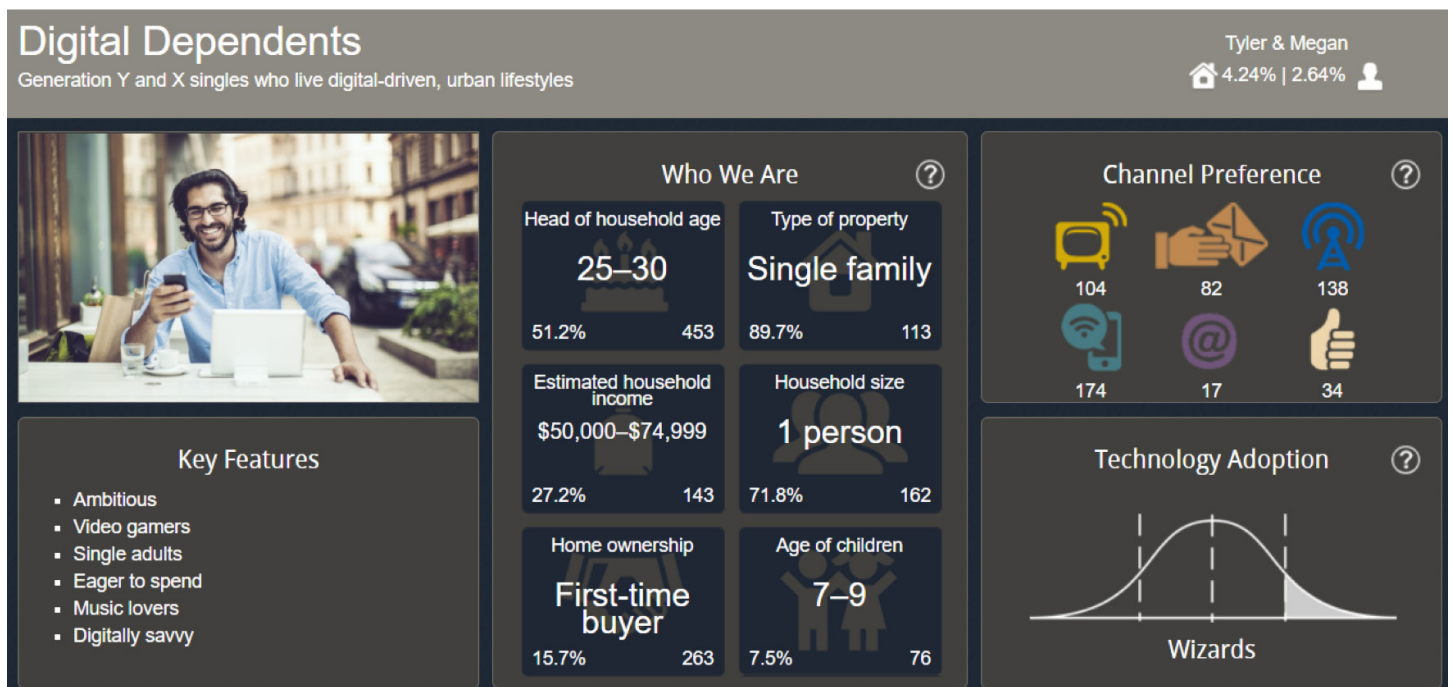 Digital Dependents
Generation Y and X singles who live digital-driven, urban lifestyles
Tyler & Megan
4.24% | 2.64%
Key Features
Ambitious
Video gamers
Single adults
Eager to spend
Music lovers
Digitally savvy
Who We Are
?
Head of household age
25–30
51.2% 453
Type of property
Single family
89.7% 113
Estimated household
income
$50,000–$74,999
27.2% 143
Household size
1 person
71.8% 162
Home ownership
First-time
buyer
15.7% 263
Age of children
7–9
7.5% 76
Channel Preference
?
104 82 138
@
174 17 34
Technology Adoption
?
Wizards